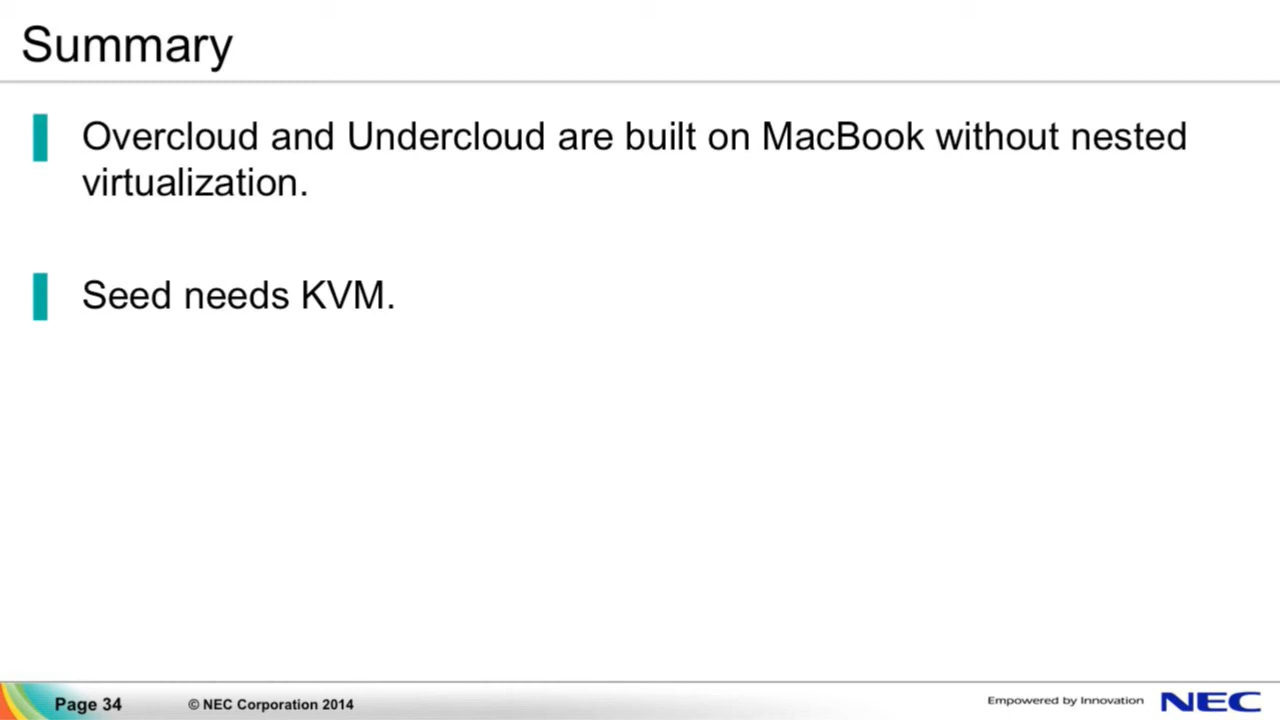 Summary
Overcloud and Undercloud are built on MacBook without nested
virtualization.
Seed needs KVM.
Page 34
© NEC Corporation 2014
Empowered by Innovation
NEC